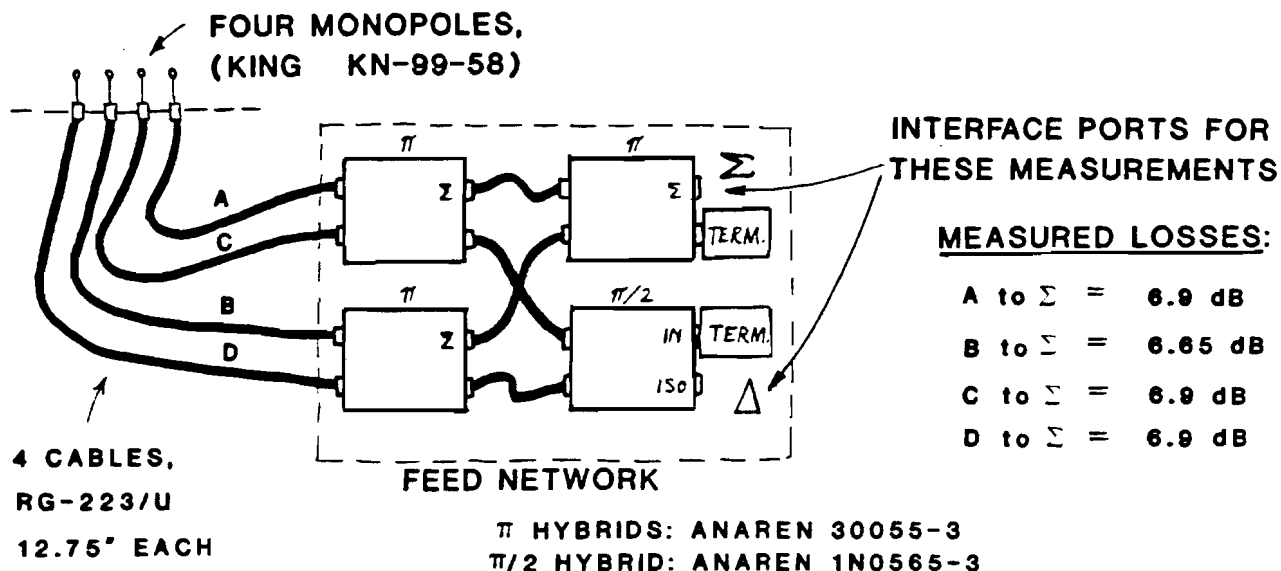 FOUR MONOPOLES,
(KING KN-99-58)
INTERFACE PORTS FOR
THESE MEASUREMENTS
π
π
Σ
A
Σ
Σ
TERM.
C
MEASURED LOSSES:
A to Σ = 6.9 dB
B to Σ = 6.65 dB
C to Σ = 6.9 dB
D to Σ = 6.9 dB
π
π/2
B
Σ
IN
TERM.
D
ISO
Δ
4 CABLES,
RG-223/U
12.75" EACH
FEED NETWORK
π HYBRIDS: ANAREN 30055-3
π/2 HYBRID: ANAREN 1N0565-3